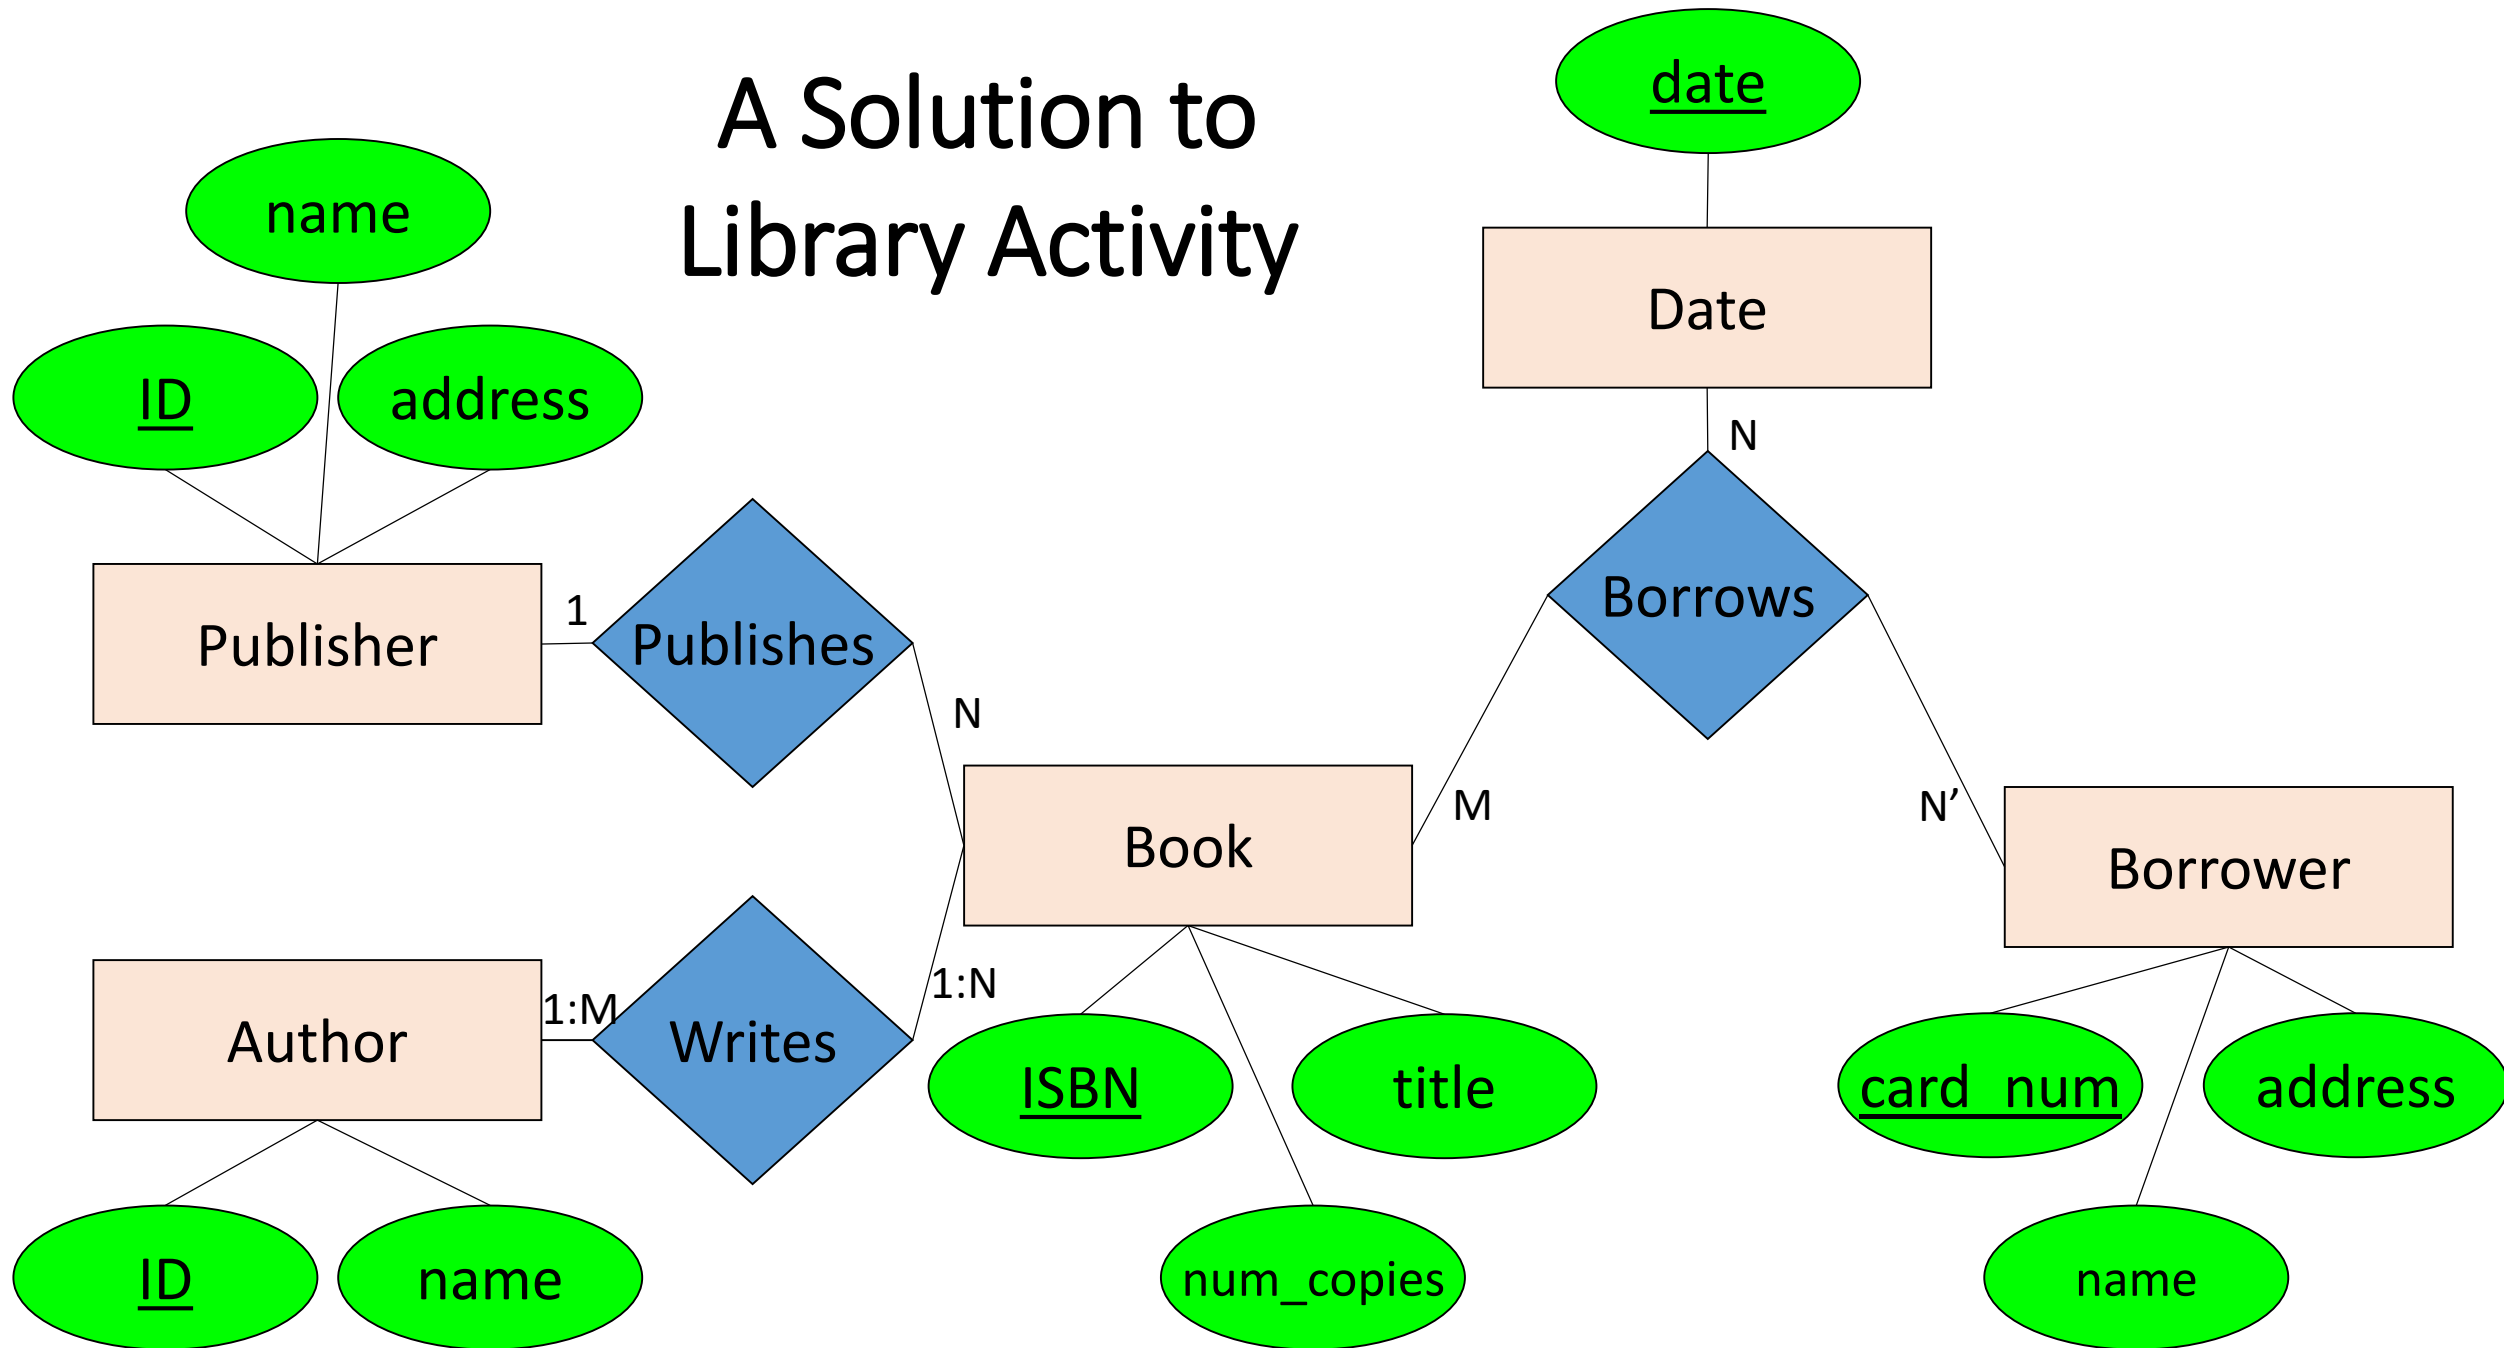 A Solution to
Library Activity
date
name
Date
ID
address
N
Publisher
1
Publishes
Borrows
N
Book
M
N’
Borrower
Author
1:M
Writes
1:N
ISBN
title
card_num
address
ID
name
num_copies
name